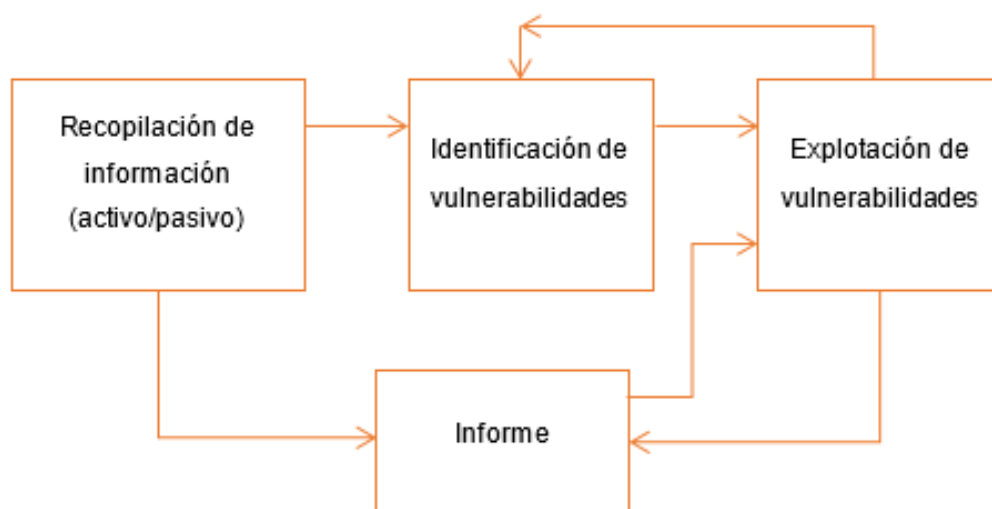 Recopilación de
información
(activo/pasivo)
Identificación de
vulnerabilidades
Explotación de
vulnerabilidades
Informe